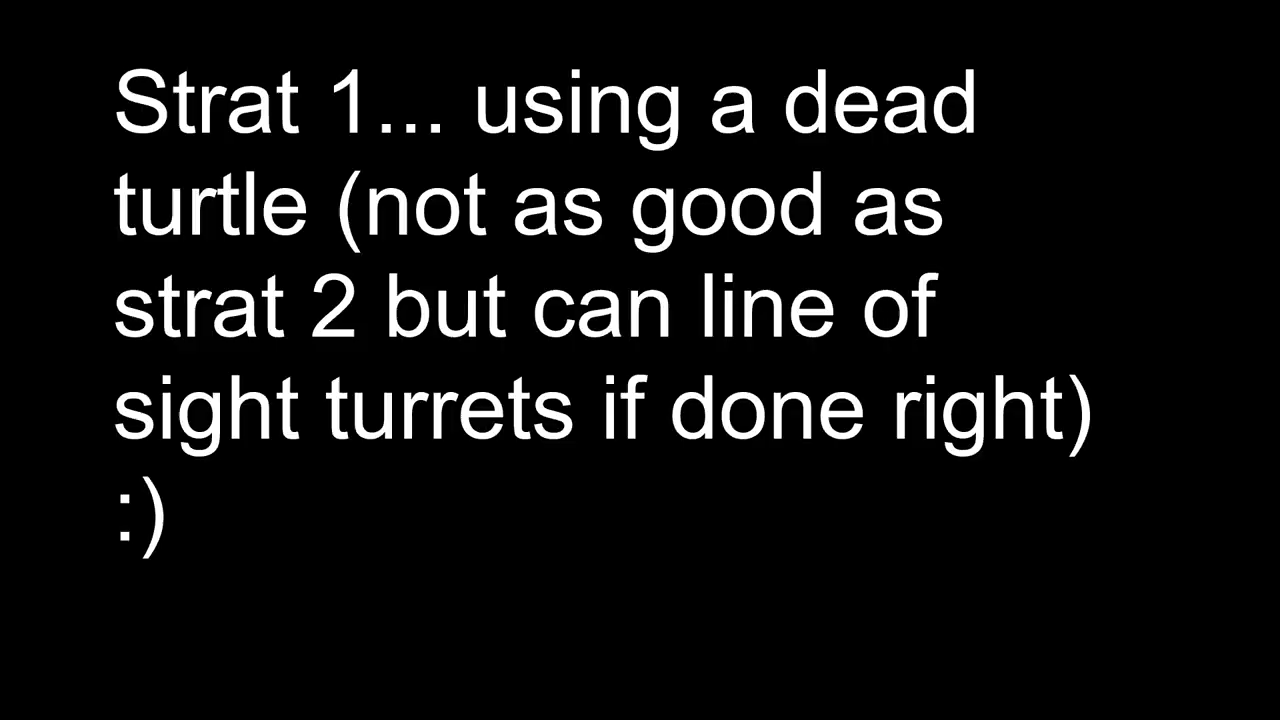 Strat 1... using a dead
turtle (not as good as
strat 2 but can line of
sight turrets if done right)
:)